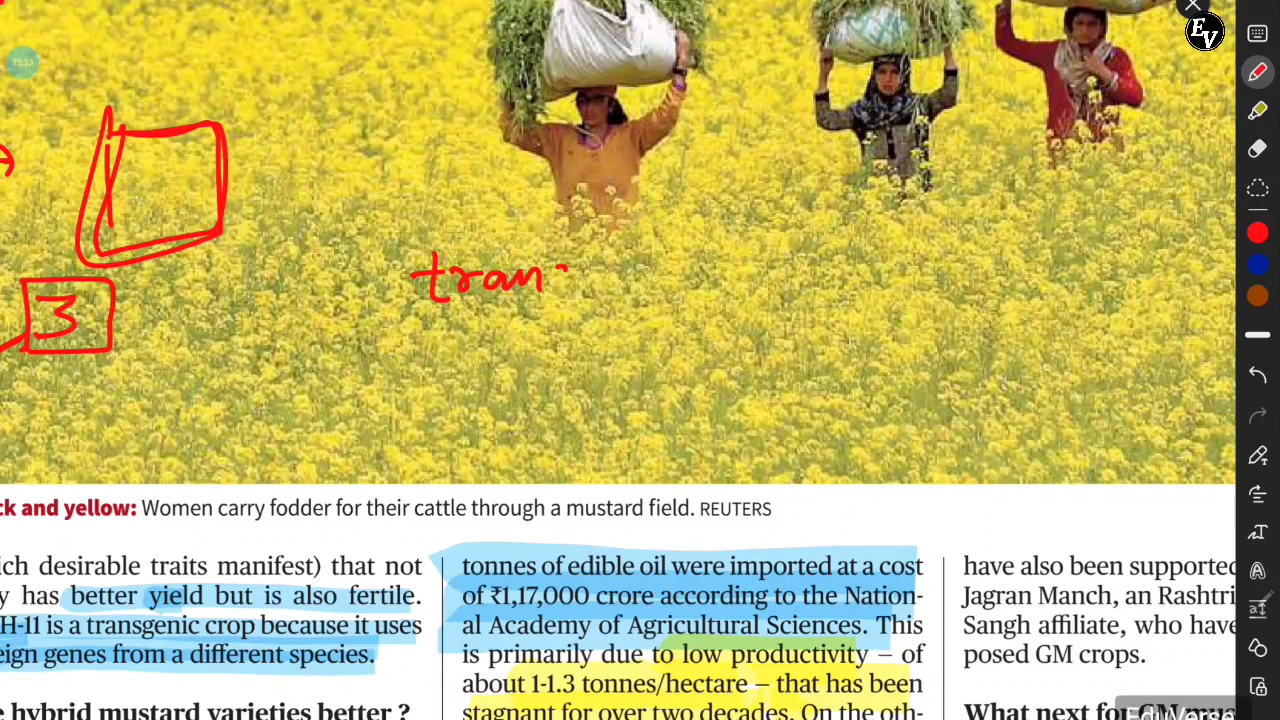 73:23
EV
3
tran
ck and yellow: Women carry fodder for their cattle through a mustard field. REUTERS
ich desirable traits manifest) that not
y has better yield but is also fertile.
H-11 is a transgenic crop because it uses
eign genes from a different species.
e hybrid mustard varieties better ?
tonnes of edible oil were imported at a cost
of ₹1,17,000 crore according to the Nation-
al Academy of Agricultural Sciences. This
is primarily due to low productivity — of
about 1-1.3 tonnes/hectare — that has been
stagnant for over two decades. On the oth-
have also been supported
Jagran Manch, an Rashtri
Sangh affiliate, who have
posed GM crops.
What next for GM mus